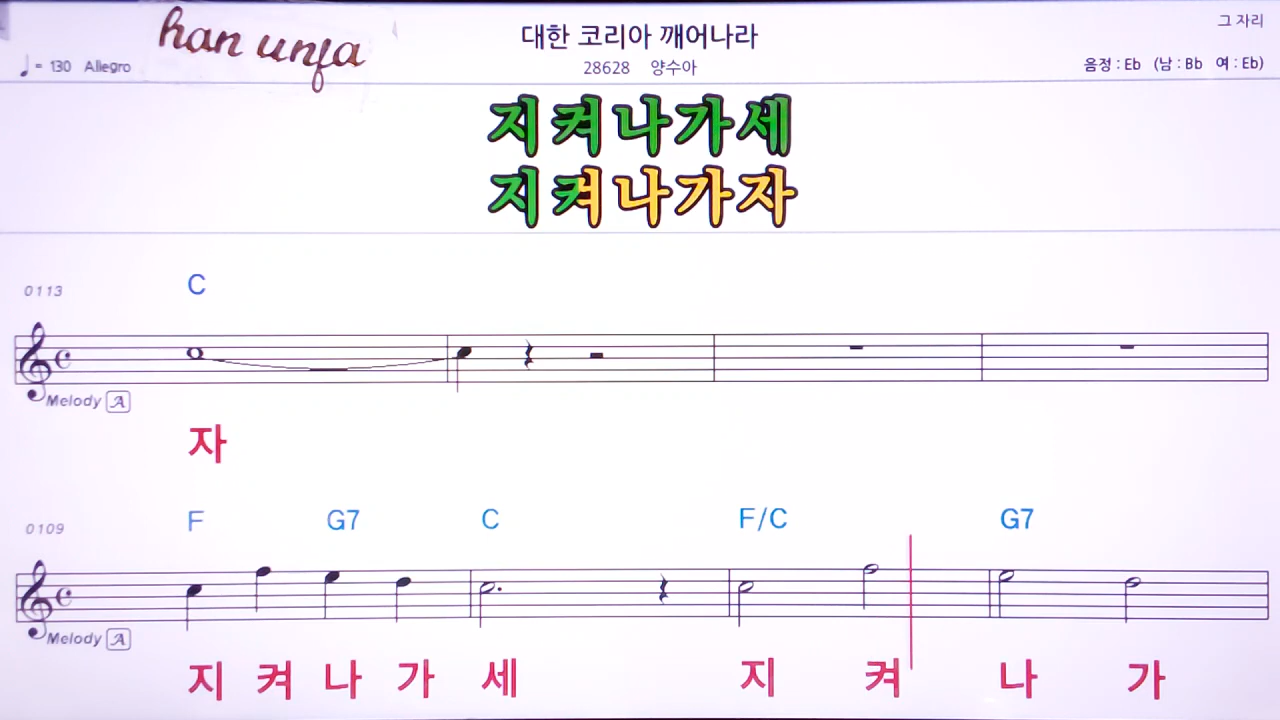 그 자리
han unfa
대한 코리아 깨어나라
♩ = 130 Allegro
28628 양수아
음정 : Eb (남 : Bb 여 : Eb)
지켜나가세
지켜나가자
0113 C
Melody A
자
0109 F G7 C F/C G7
Melody A
지 켜 나 가 세 지 켜 나 가